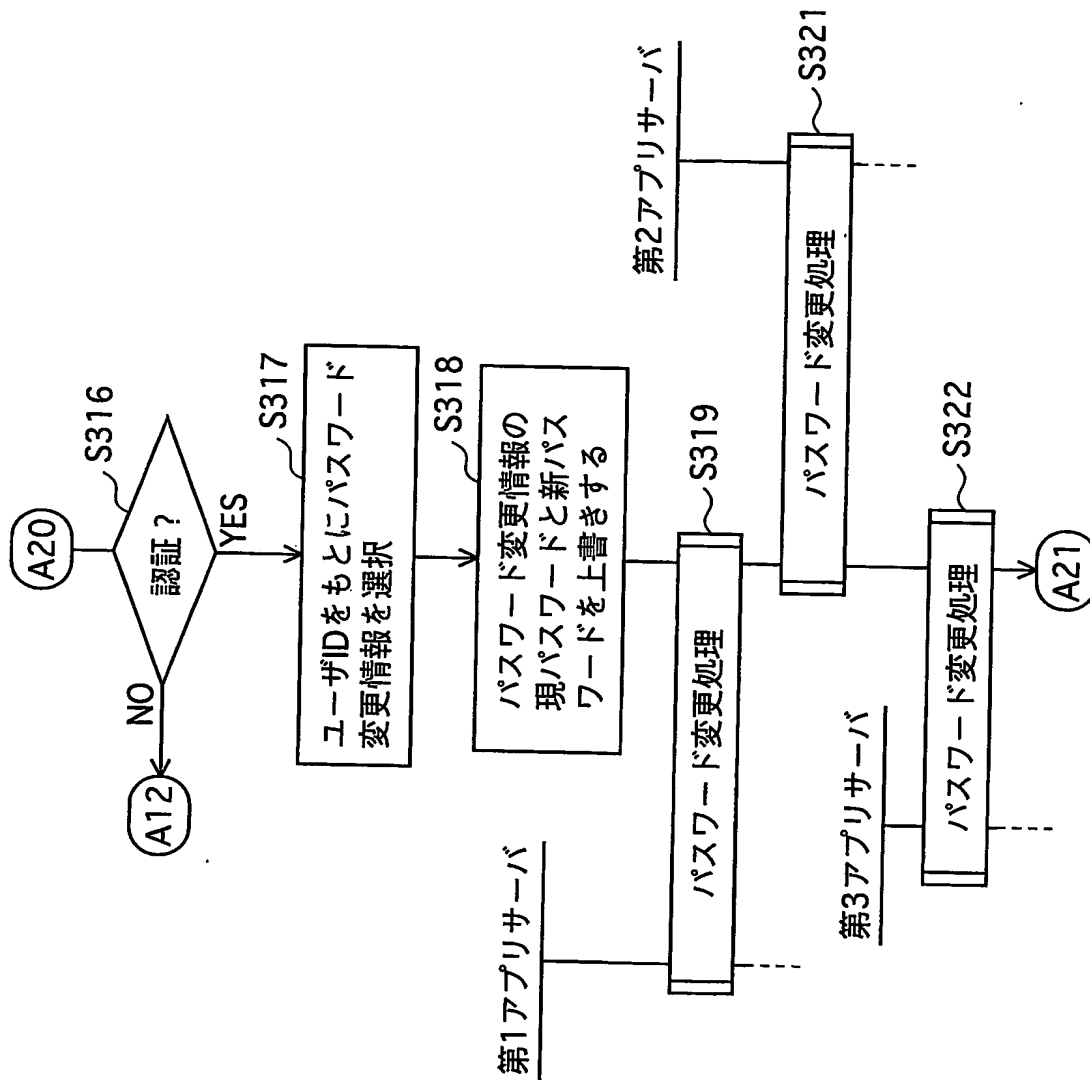 A20
認証？
S316
NO
YES
A12
ユーザIDをもとにパスワード
変更情報を選択
S317
パスワード変更情報の
現パスワードと新パス
ワードを上書きする
S318
第1アプリサーバ
パスワード変更処理
S319
第2アプリサーバ
パスワード変更処理
S321
第3アプリサーバ
パスワード変更処理
S322
A21